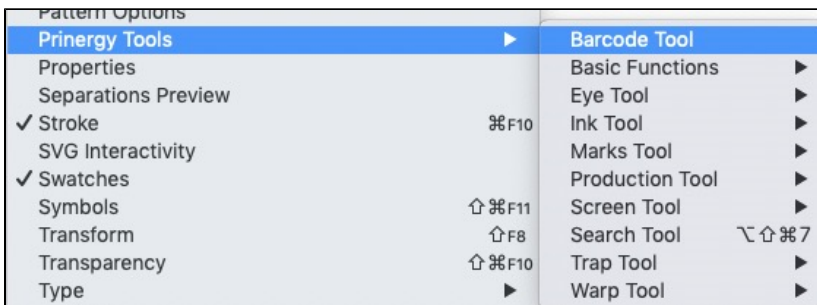 Pattern Options
Prinergy Tools ▶
Properties
Separations Preview
✓ Stroke ⌘F10
SVG Interactivity
✓ Swatches
Symbols ⇧⌘F11
Transform ⇧F8
Transparency ⇧⌘F10
Type ▶
Barcode Tool
Basic Functions ▶
Eye Tool ▶
Ink Tool ▶
Marks Tool ▶
Production Tool ▶
Screen Tool ▶
Search Tool ⌥⇧⌘7
Trap Tool ▶
Warp Tool ▶